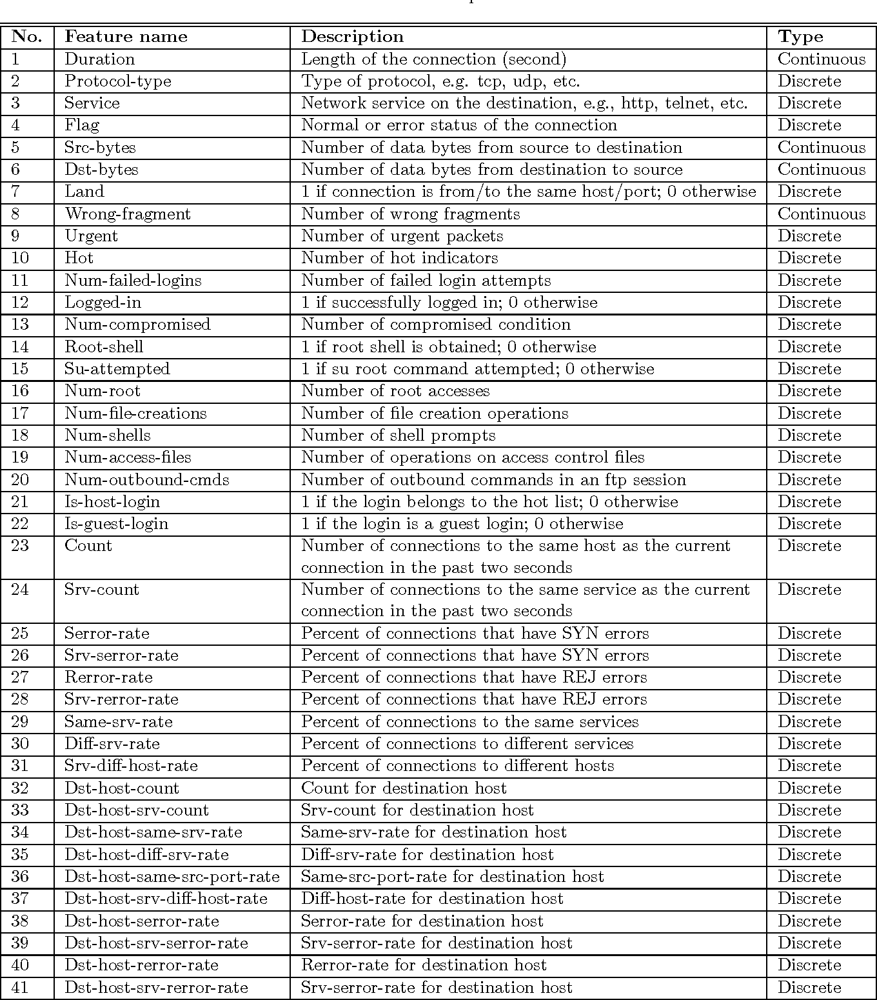 No. Feature name Description Type
1 Duration Length of the connection (second) Continuous
2 Protocol-type Type of protocol, e.g. tcp, udp, etc. Discrete
3 Service Network service on the destination, e.g., http, telnet, etc. Discrete
4 Flag Normal or error status of the connection Discrete
5 Src-bytes Number of data bytes from source to destination Continuous
6 Dst-bytes Number of data bytes from destination to source Continuous
7 Land 1 if connection is from/to the same host/port; 0 otherwise Discrete
8 Wrong-fragment Number of wrong fragments Continuous
9 Urgent Number of urgent packets Discrete
10 Hot Number of hot indicators Discrete
11 Num-failed-logins Number of failed login attempts Discrete
12 Logged-in 1 if successfully logged in; 0 otherwise Discrete
13 Num-compromised Number of compromised condition Discrete
14 Root-shell 1 if root shell is obtained; 0 otherwise Discrete
15 Su-attempted 1 if su root command attempted; 0 otherwise Discrete
16 Num-root Number of root accesses Discrete
17 Num-file-creations Number of file creation operations Discrete
18 Num-shells Number of shell prompts Discrete
19 Num-access-files Number of operations on access control files Discrete
20 Num-outbound-cmds Number of outbound commands in an ftp session Discrete
21 Is-host-login 1 if the login belongs to the hot list; 0 otherwise Discrete
22 Is-guest-login 1 if the login is a guest login; 0 otherwise Discrete
23 Count Number of connections to the same host as the current Discrete
connection in the past two seconds
24 Srv-count Number of connections to the same service as the current Discrete
connection in the past two seconds
25 Serror-rate Percent of connections that have SYN errors Discrete
26 Srv-serror-rate Percent of connections that have SYN errors Discrete
27 Rerror-rate Percent of connections that have REJ errors Discrete
28 Srv-rerror-rate Percent of connections that have REJ errors Discrete
29 Same-srv-rate Percent of connections to the same services Discrete
30 Diff-srv-rate Percent of connections to different services Discrete
31 Srv-diff-host-rate Percent of connections to different hosts Discrete
32 Dst-host-count Count for destination host Discrete
33 Dst-host-srv-count Srv-count for destination host Discrete
34 Dst-host-same-srv-rate Same-srv-rate for destination host Discrete
35 Dst-host-diff-srv-rate Diff-srv-rate for destination host Discrete
36 Dst-host-same-src-port-rate Same-src-port-rate for destination host Discrete
37 Dst-host-srv-diff-host-rate Diff-host-rate for destination host Discrete
38 Dst-host-serror-rate Serror-rate for destination host Discrete
39 Dst-host-srv-serror-rate Srv-serror-rate for destination host Discrete
40 Dst-host-rerror-rate Rerror-rate for destination host Discrete
41 Dst-host-srv-rerror-rate Srv-serror-rate for destination host Discrete